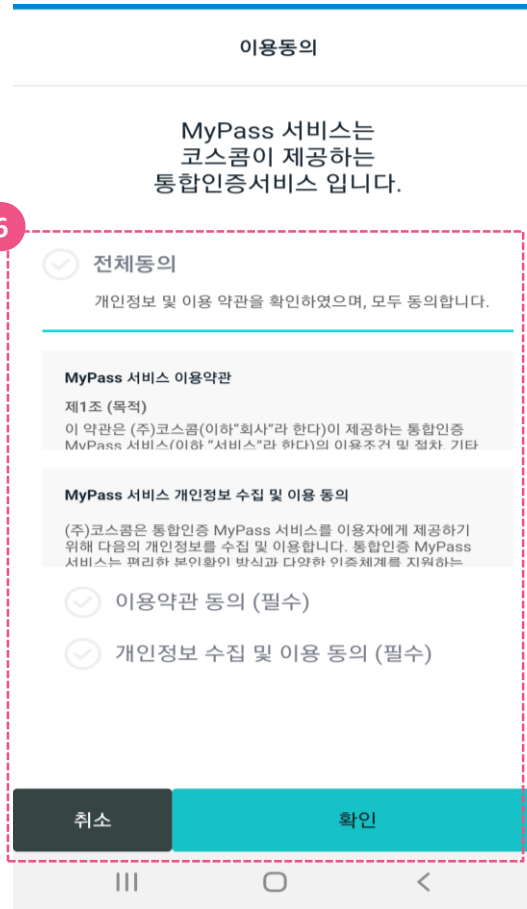 이용동의
MyPass 서비스는
코스콤이 제공하는
통합인증서비스 입니다.
6
전체동의
개인정보 및 이용 약관을 확인하였으며, 모두 동의합니다.
MyPass 서비스 이용약관
제1조 (목적)
이 약관은 (주)코스콤(이하"회사"라 한다)이 제공하는 통합인증
MyPass 서비스(이하 "서비스"라 한다)의 이용조건 및 절차, 기타
MyPass 서비스 개인정보 수집 및 이용 동의
(주)코스콤은 통합인증 MyPass 서비스를 이용자에게 제공하기
위해 다음의 개인정보를 수집 및 이용합니다. 통합인증 MyPass
서비스는 편리한 본인확인 방식과 다양한 인증체계를 지원하는
이용약관 동의 (필수)
개인정보 수집 및 이용 동의 (필수)
취소
확인